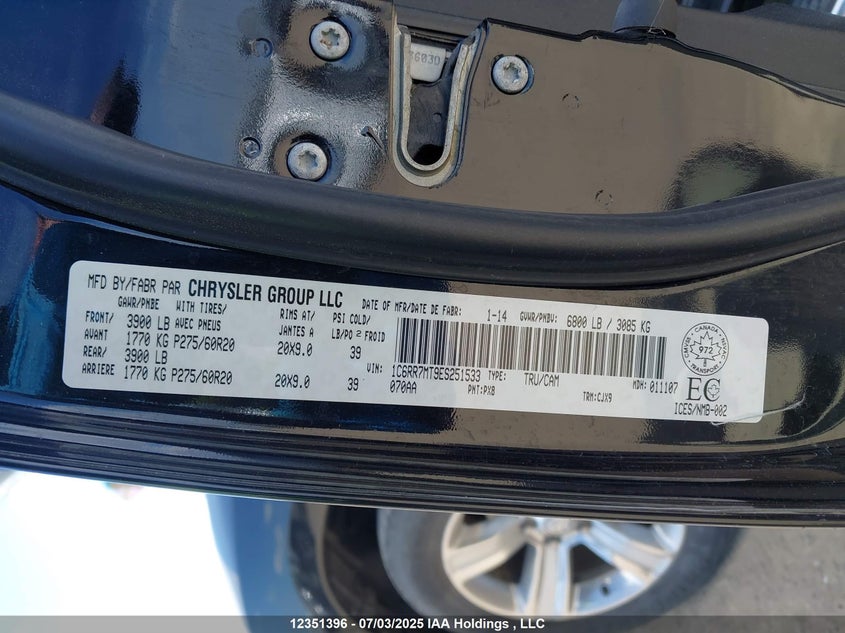 6030
MFD BY/FABR PAR CHRYSLER GROUP LLC DATE OF MFR/DATE DE FABR: 1-14 GVWR/PNBV: 6800 LB / 3085 KG
GAWR/PNBE WITH TIRES/ RIMS AT/ PSI COLD/
FRONT/ 3900 LB AVEC PNEUS JANTES A LB/PO 2 FROID
AVANT 1770 KG P275/60R20 20X9.0 39
REAR/ 3900 LB
ARRIERE 1770 KG P275/60R20 20X9.0 39
VIN: 1C6RR7MT9ES251533 TYPE: TRU/CAM MDH: 011107
070AA PNT:PXB TRM:CJX9
CANADA
972
TRANSPORT
EC
ICES/NMB-002
12351396 - 07/03/2025 IAA Holdings , LLC